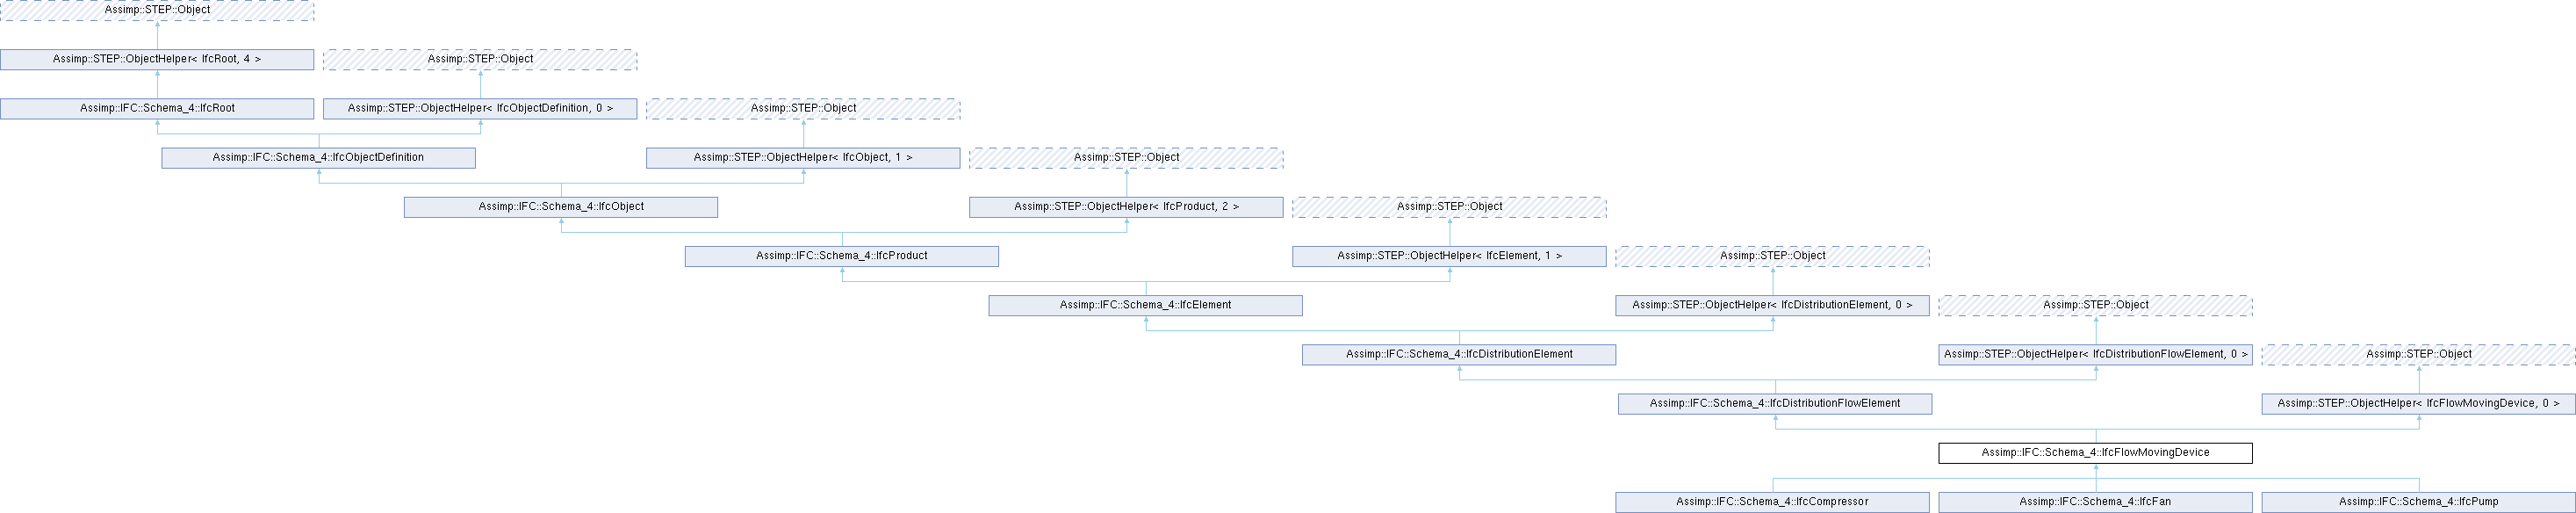 Assimp::STEP::Object
Assimp::STEP::ObjectHelper< IfcRoot, 4 >
Assimp::STEP::Object
Assimp::IFC::Schema_4::IfcRoot
Assimp::STEP::ObjectHelper< IfcObjectDefinition, 0 >
Assimp::STEP::Object
Assimp::IFC::Schema_4::IfcObjectDefinition
Assimp::STEP::ObjectHelper< IfcObject, 1 >
Assimp::STEP::Object
Assimp::IFC::Schema_4::IfcObject
Assimp::STEP::ObjectHelper< IfcProduct, 2 >
Assimp::STEP::Object
Assimp::IFC::Schema_4::IfcProduct
Assimp::STEP::ObjectHelper< IfcElement, 1 >
Assimp::STEP::Object
Assimp::IFC::Schema_4::IfcElement
Assimp::STEP::ObjectHelper< IfcDistributionElement, 0 >
Assimp::STEP::Object
Assimp::IFC::Schema_4::IfcDistributionElement
Assimp::STEP::ObjectHelper< IfcDistributionFlowElement, 0 >
Assimp::STEP::Object
Assimp::IFC::Schema_4::IfcDistributionFlowElement
Assimp::STEP::ObjectHelper< IfcFlowMovingDevice, 0 >
Assimp::IFC::Schema_4::IfcFlowMovingDevice
Assimp::IFC::Schema_4::IfcCompressor
Assimp::IFC::Schema_4::IfcFan
Assimp::IFC::Schema_4::IfcPump